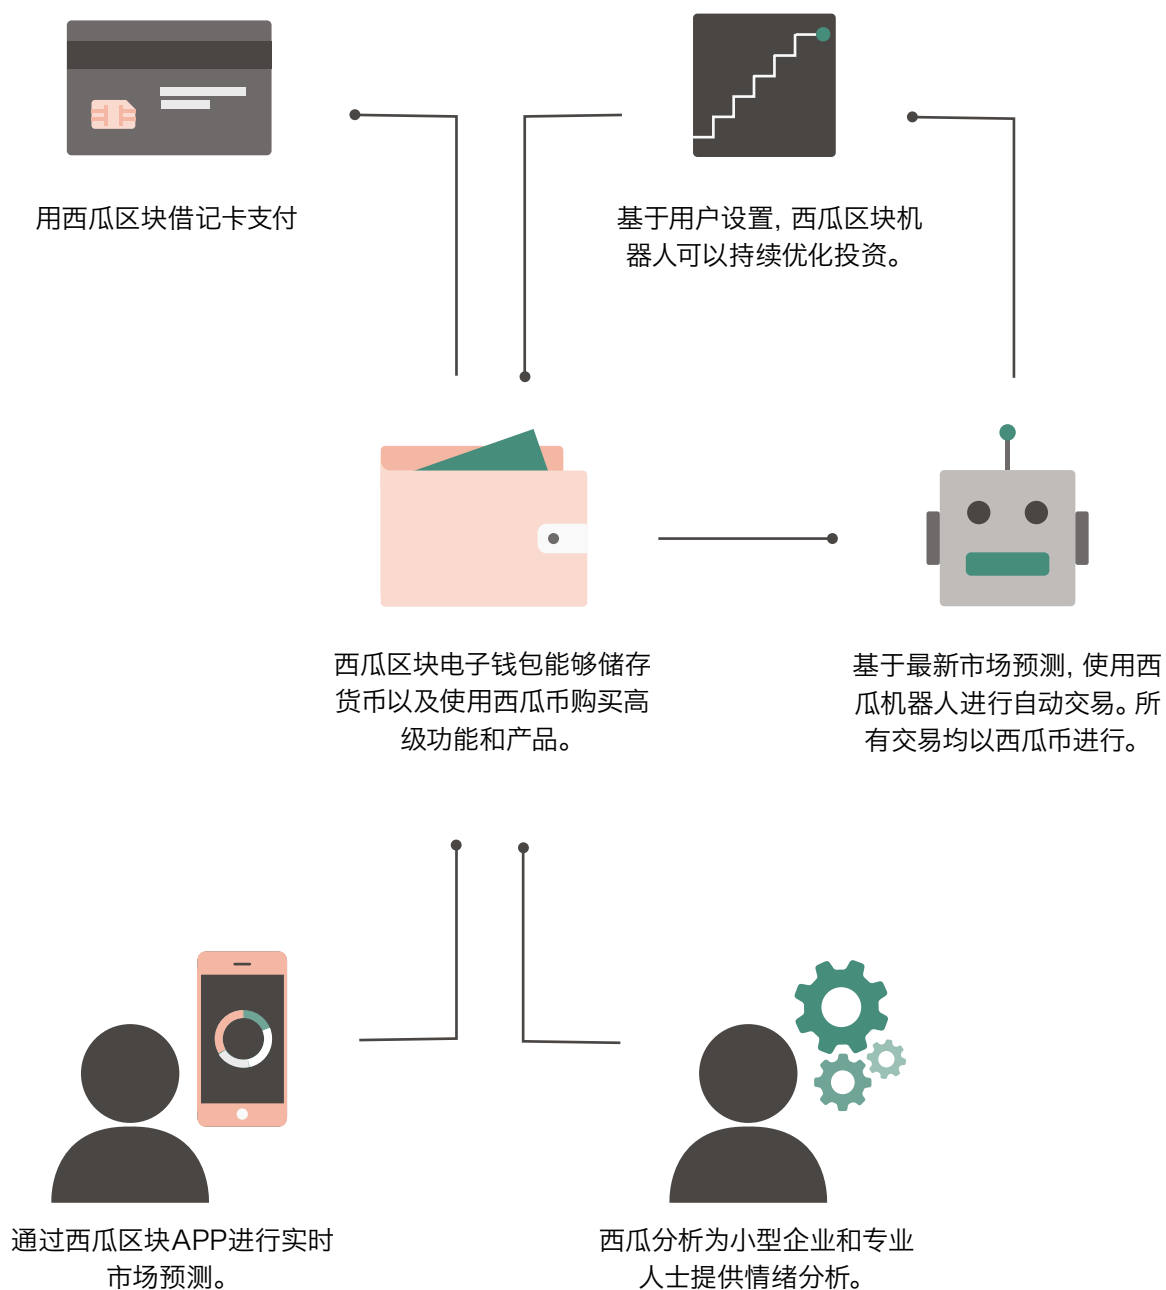 用西瓜区块借记卡支付
基于用户设置, 西瓜区块机
器人可以持续优化投资。
西瓜区块电子钱包能够储存
货币以及使用西瓜币购买高
级功能和产品。
基于最新市场预测, 使用西
瓜机器人进行自动交易。所
有交易均以西瓜币进行。
通过西瓜区块APP进行实时
市场预测。
西瓜分析为小型企业和专业
人士提供情绪分析。